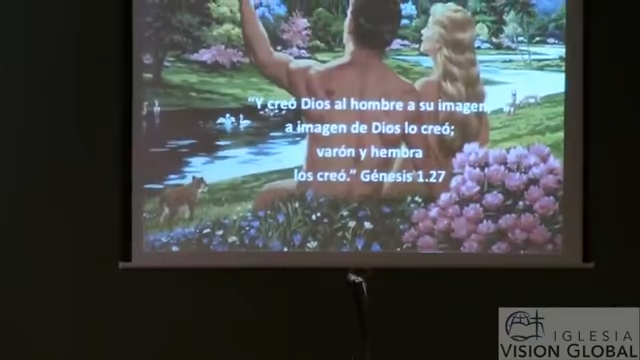 "Y creó Dios al hombre a su imagen,
a imagen de Dios lo creó;
varón y hembra
los creó." Génesis 1.27
IGLESIA
VISION GLOBAL